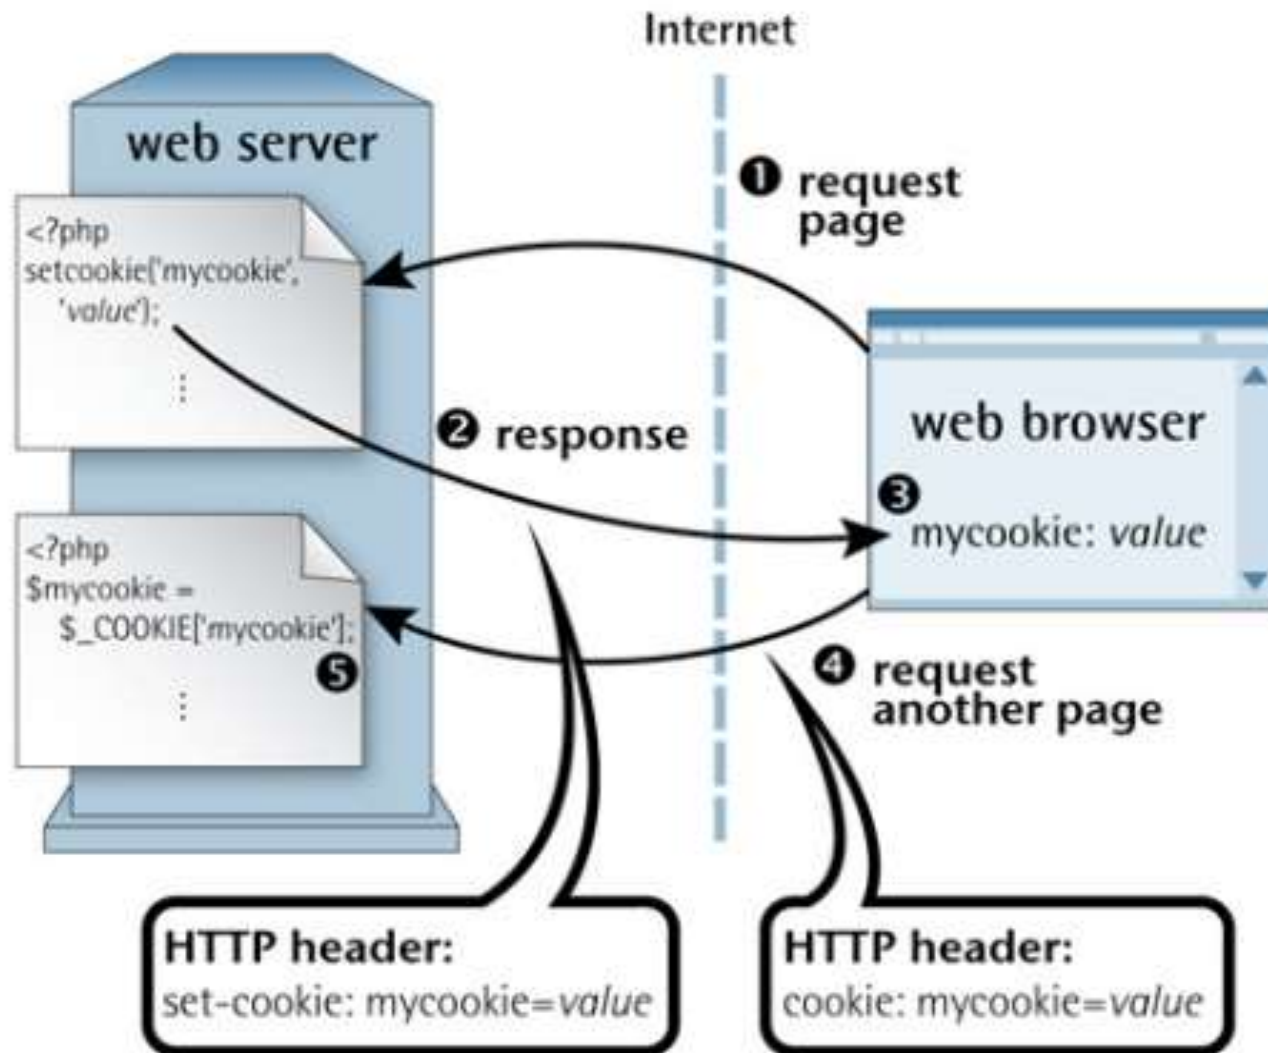 Internet
web server
❶ request
page
<?php
setcookie('mycookie',
'value');
⋮
❷ response
web browser
❸
mycookie: value
<?php
$mycookie =
$_COOKIE['mycookie'];
❺
⋮
❹ request
another page
HTTP header:
set-cookie: mycookie=value
HTTP header:
cookie: mycookie=value